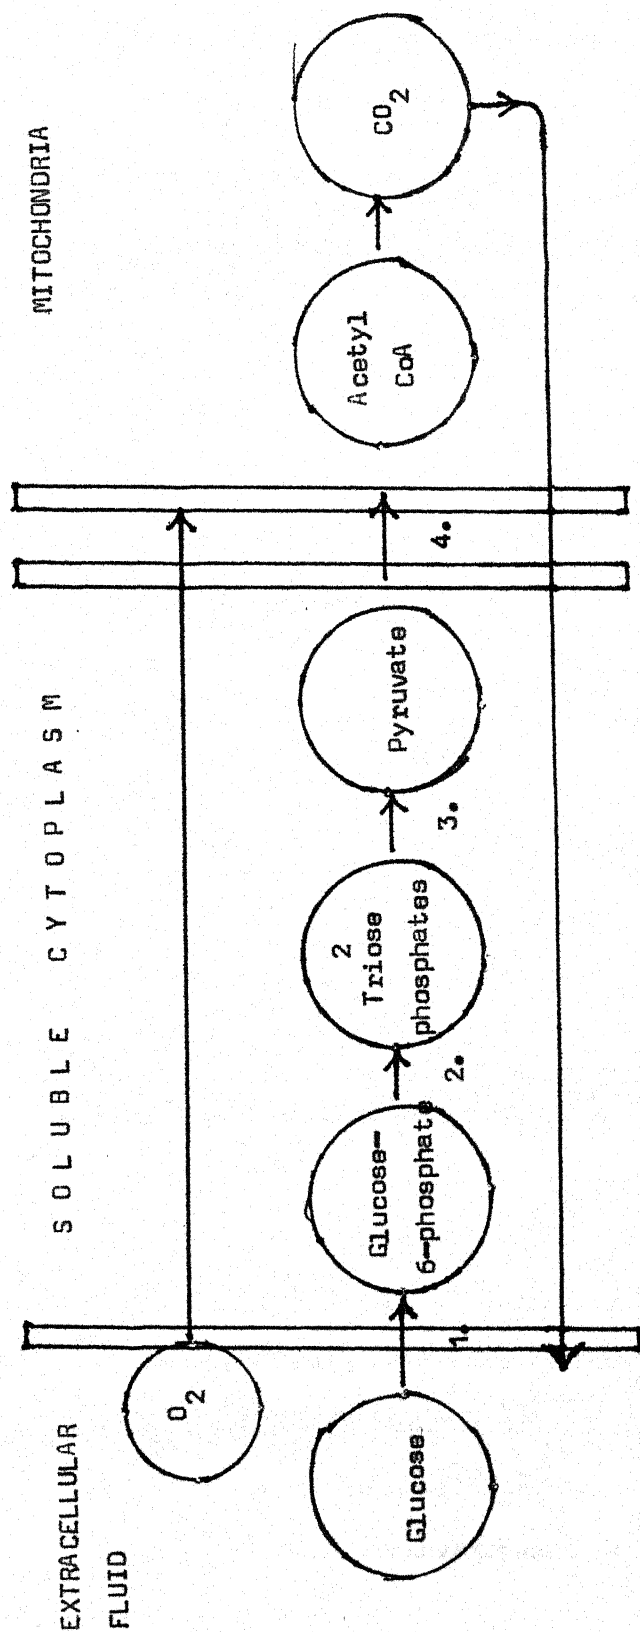 EXTRACELLULAR
FLUID
SOLUBLE CYTOPLASM
MITOCHONDRIA
O2
Glucose
1.
Glucose-
6-phosphate
2.
2
Triose
phosphates
3.
Pyruvate
4.
Acetyl
CoA
CO2